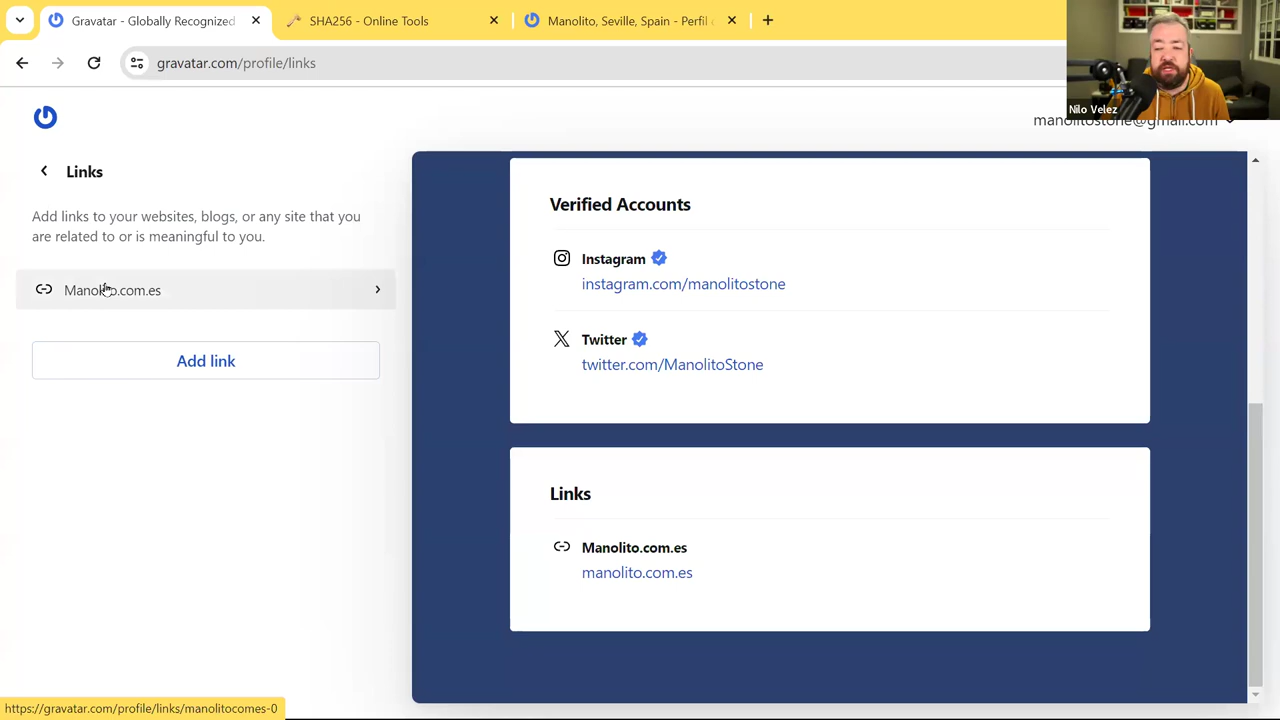 Gravatar - Globally Recognized
SHA256 - Online Tools
Manolito, Seville, Spain - Perfil
gravatar.com/profile/links
Nilo Velez
manolitostone@gmail.com
Links
Add links to your websites, blogs, or any site that you
are related to or is meaningful to you.
Manolito.com.es
Add link
Verified Accounts
Instagram
instagram.com/manolitostone
Twitter
twitter.com/ManolitoStone
Links
Manolito.com.es
manolito.com.es
https://gravatar.com/profile/links/manolitocomes-0